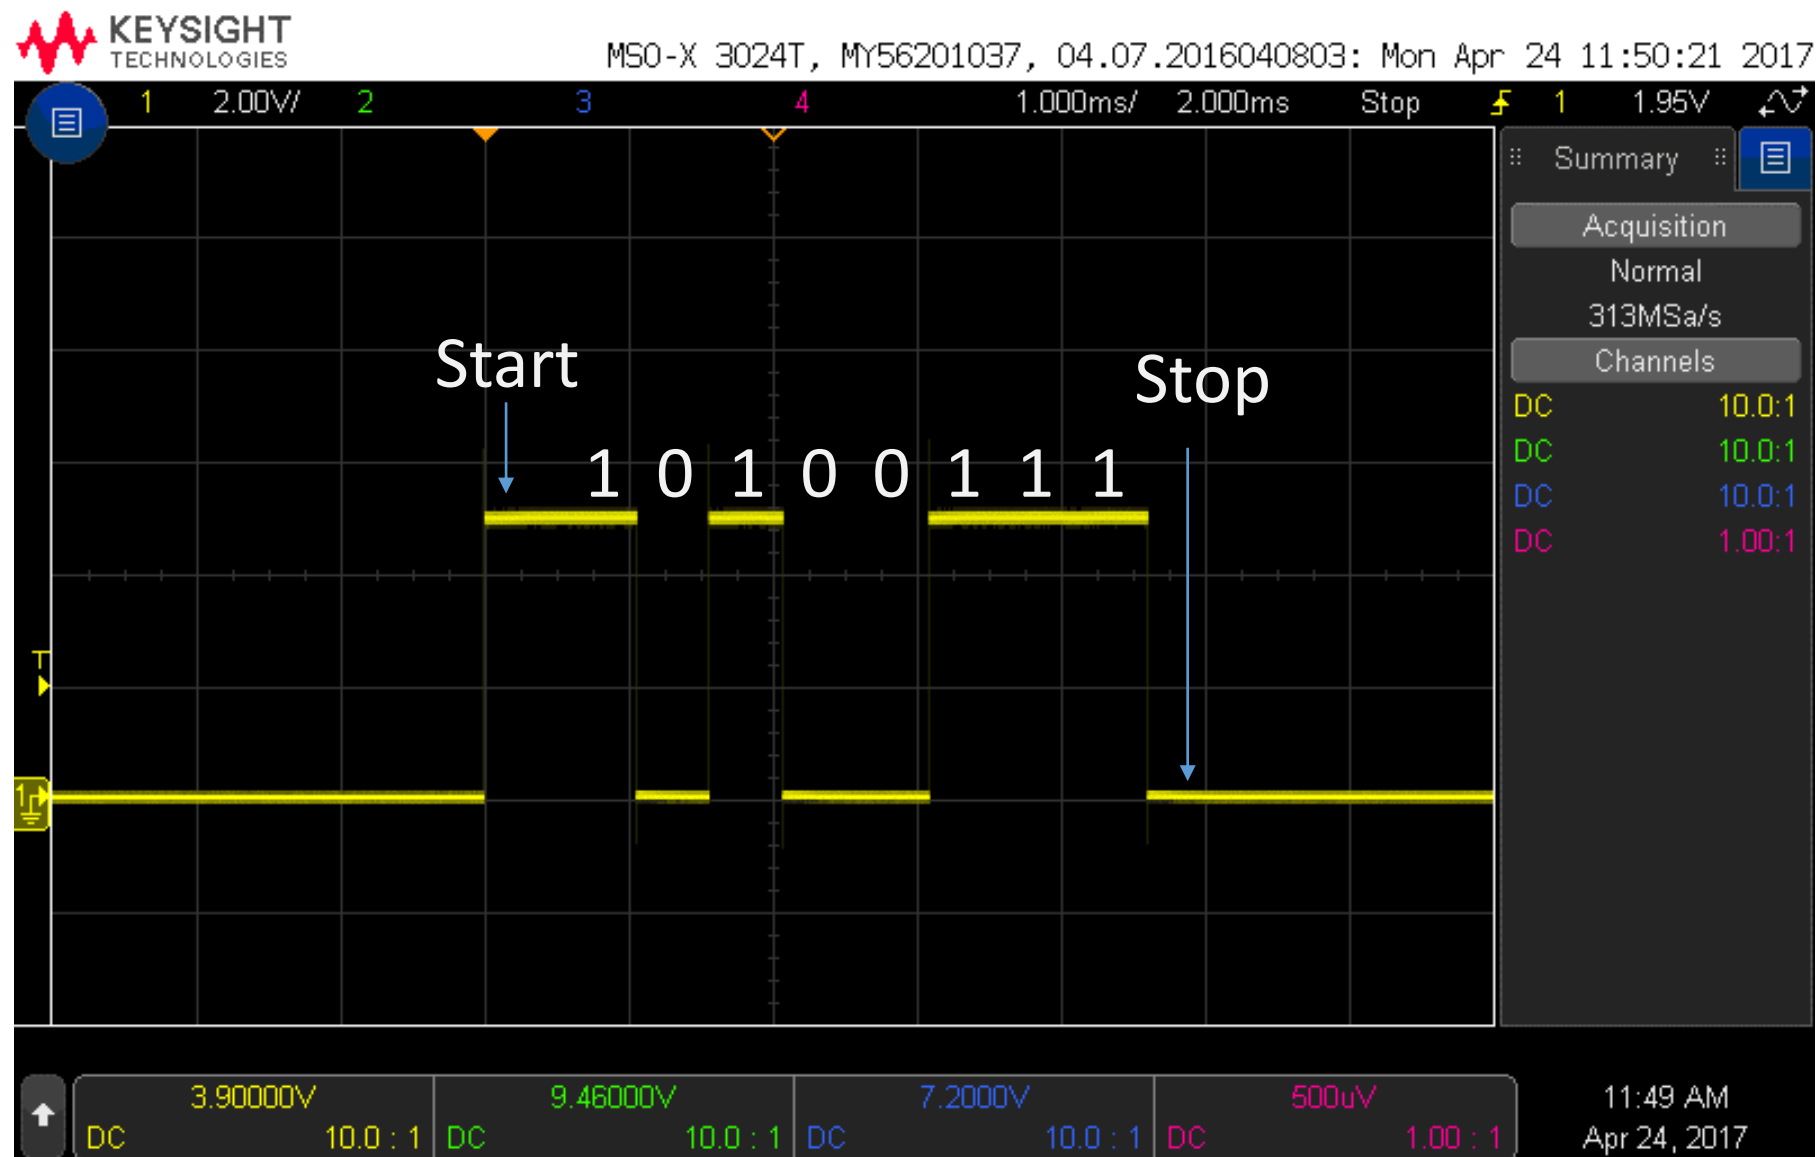 KEYSIGHT
TECHNOLOGIES
MSO-X 3024T, MY56201037, 04.07.2016040803: Mon Apr 24 11:50:21 2017
1 2.00V/ 2 3 4 1.000ms/ 2.000ms Stop 1 1.95V
Summary
Acquisition
Normal
313MSa/s
Channels
DC 10.0:1
DC 10.0:1
DC 10.0:1
DC 1.00:1
Start
Stop
1 0 1 0 0 1 1 1
T
1
3.90000V 9.46000V 7.2000V 500uV
DC 10.0 : 1 DC 10.0 : 1 DC 10.0 : 1 DC 1.00 : 1
11:49 AM
Apr 24, 2017